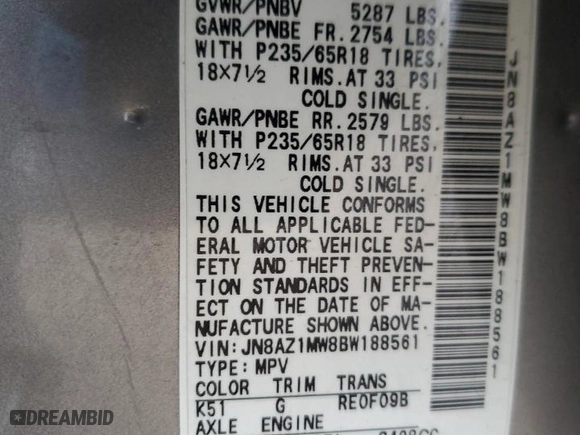 GVWR/PNBV 5287 LBS.
GAWR/PNBE FR. 2754 LBS.
WITH P235/65R18 TIRES,
18×7½ RIMS. AT 33 PSI
COLD SINGLE.
GAWR/PNBE RR. 2579 LBS.
WITH P235/65R18 TIRES,
18×7½ RIMS. AT 33 PSI
COLD SINGLE.
THIS VEHICLE CONFORMS
TO ALL APPLICABLE FED-
ERAL MOTOR VEHICLE SA-
FETY AND THEFT PREVEN-
TION STANDARDS IN EFF-
ECT ON THE DATE OF MA-
NUFACTURE SHOWN ABOVE.
VIN: JN8AZ1MW8BW188561
TYPE: MPV
COLOR TRIM TRANS.
K51 G RE0F09B
AXLE ENGINE
JN8AZ1MW8BW188561
DREAMBID